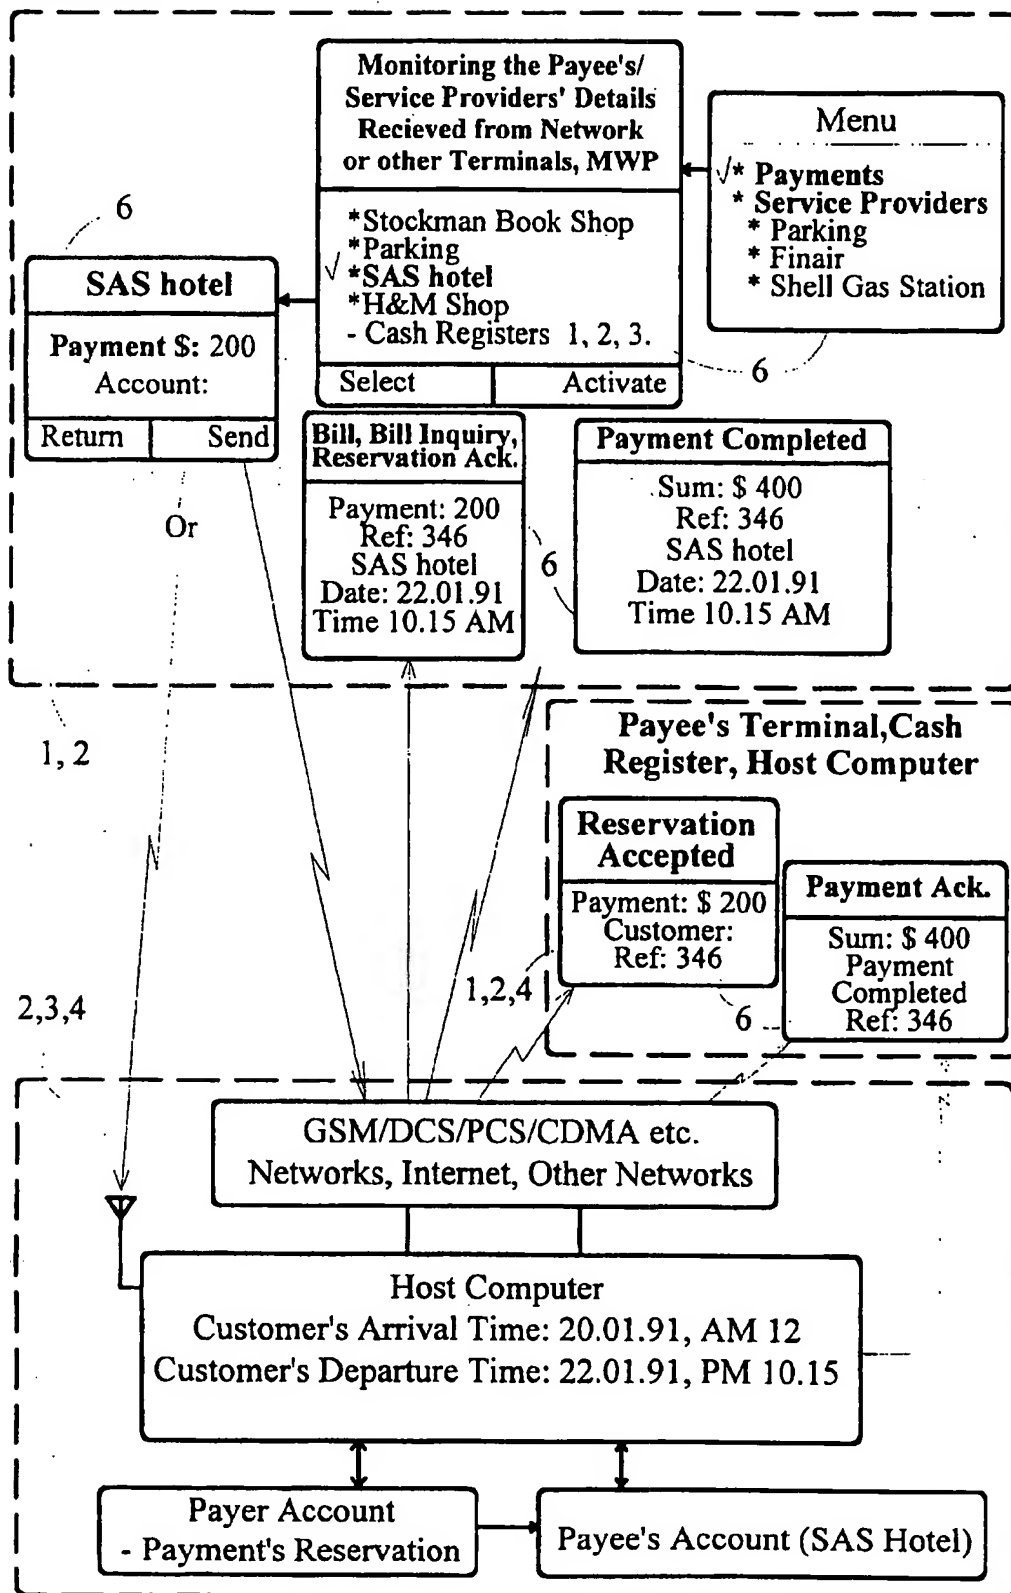 Monitoring the Payee's/
Service Providers' Details
Recieved from Network
or other Terminals, MWP
*Stockman Book Shop
*Parking
√ *SAS hotel
*H&M Shop
- Cash Registers 1, 2, 3.
Select Activate
Menu
√* Payments
* Service Providers
* Parking
* Finair
* Shell Gas Station
6
6
SAS hotel
Payment $: 200
Account:
Return Send
Or
Bill, Bill Inquiry,
Reservation Ack.
Payment: 200
Ref: 346
SAS hotel
Date: 22.01.91
Time 10.15 AM
6
Payment Completed
Sum: $ 400
Ref: 346
SAS hotel
Date: 22.01.91
Time 10.15 AM
1, 2
Payee's Terminal,Cash
Register, Host Computer
Reservation
Accepted
Payment: $ 200
Customer:
Ref: 346
Payment Ack.
Sum: $ 400
Payment
Completed
Ref: 346
1,2,4
6
2,3,4
GSM/DCS/PCS/CDMA etc.
Networks, Internet, Other Networks
Host Computer
Customer's Arrival Time: 20.01.91, AM 12
Customer's Departure Time: 22.01.91, PM 10.15
Payer Account
- Payment's Reservation
Payee's Account (SAS Hotel)